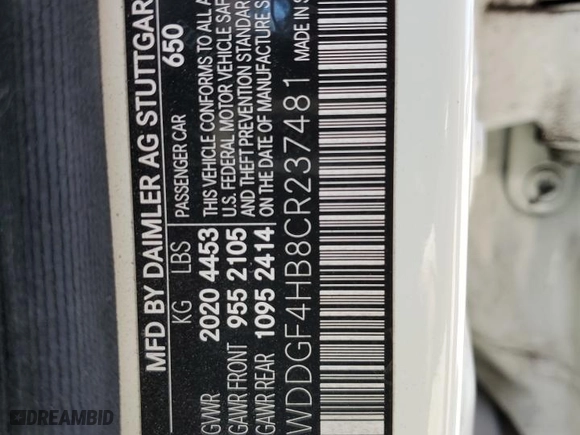 MFD BY DAIMLER AG STUTTGAR
650
KG LBS PASSENGER CAR
GVWR 2020 4453 THIS VEHICLE CONFORMS TO ALL A
GAWR FRONT 955 2105 U.S. FEDERAL MOTOR VEHICLE SAF
AND THEFT PREVENTION STANDAR
GAWR REAR 1095 2414 ON THE DATE OF MANUFACTURE S
WDDGF4HB8CR237481 MADE IN S
DREAMBID